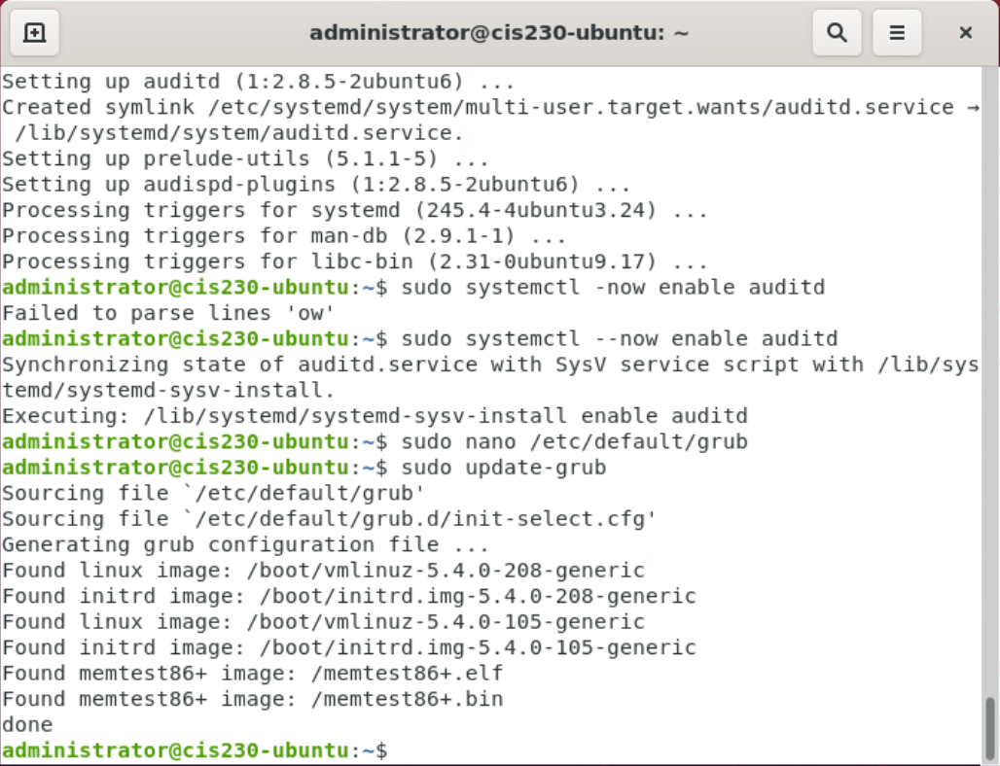 administrator@cis230-ubuntu: ~
Setting up auditd (1:2.8.5-2ubuntu6) ...
Created symlink /etc/systemd/system/multi-user.target.wants/auditd.service →
 /lib/systemd/system/auditd.service.
Setting up prelude-utils (5.1.1-5) ...
Setting up audispd-plugins (1:2.8.5-2ubuntu6) ...
Processing triggers for systemd (245.4-4ubuntu3.24) ...
Processing triggers for man-db (2.9.1-1) ...
Processing triggers for libc-bin (2.31-0ubuntu9.17) ...
administrator@cis230-ubuntu:~$ sudo systemctl -now enable auditd
Failed to parse lines 'ow'
administrator@cis230-ubuntu:~$ sudo systemctl --now enable auditd
Synchronizing state of auditd.service with SysV service script with /lib/sys
temd/systemd-sysv-install.
Executing: /lib/systemd/systemd-sysv-install enable auditd
administrator@cis230-ubuntu:~$ sudo nano /etc/default/grub
administrator@cis230-ubuntu:~$ sudo update-grub
Sourcing file `/etc/default/grub'
Sourcing file `/etc/default/grub.d/init-select.cfg'
Generating grub configuration file ...
Found linux image: /boot/vmlinuz-5.4.0-208-generic
Found initrd image: /boot/initrd.img-5.4.0-208-generic
Found linux image: /boot/vmlinuz-5.4.0-105-generic
Found initrd image: /boot/initrd.img-5.4.0-105-generic
Found memtest86+ image: /memtest86+.elf
Found memtest86+ image: /memtest86+.bin
done
administrator@cis230-ubuntu:~$